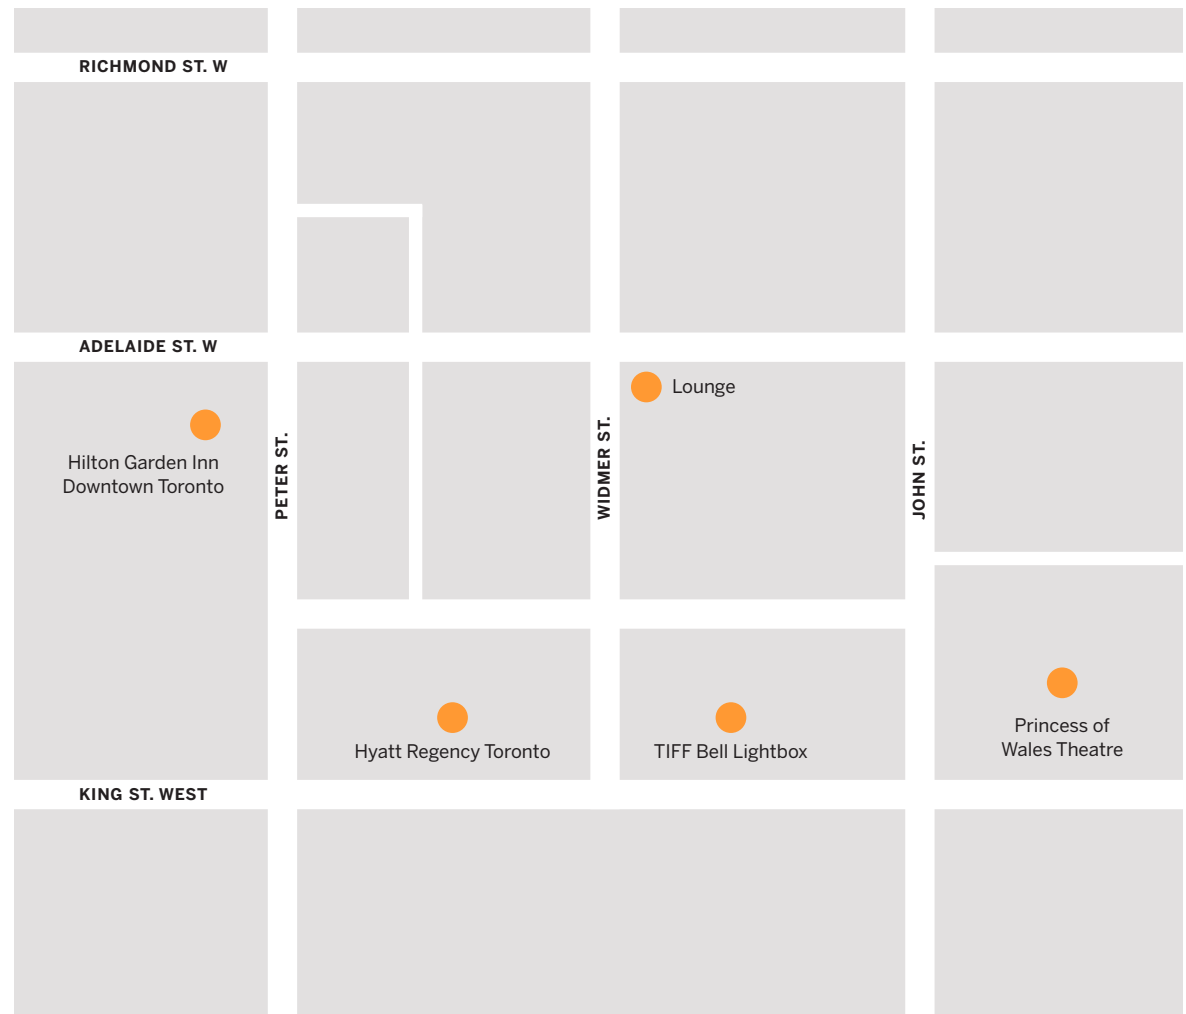 RICHMOND ST. W
ADELAIDE ST. W
Lounge
Hilton Garden Inn
Downtown Toronto
PETER ST.
WIDMER ST.
JOHN ST.
Hyatt Regency Toronto
TIFF Bell Lightbox
Princess of
Wales Theatre
KING ST. WEST